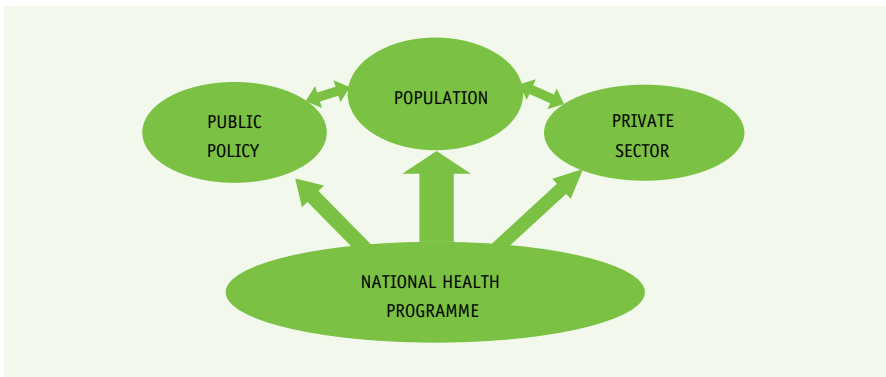 POPULATION
PUBLIC
POLICY
PRIVATE
SECTOR
NATIONAL HEALTH
PROGRAMME